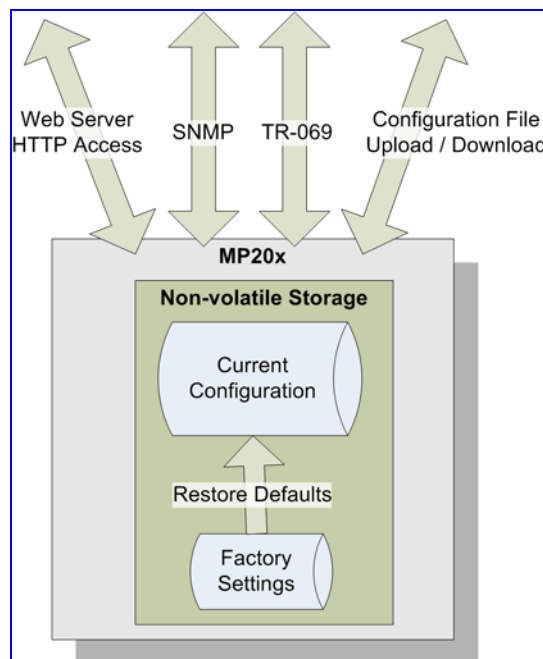 Web Server
HTTP Access
SNMP
TR-069
Configuration File
Upload / Download
MP20x
Non-volatile Storage
Current
Configuration
Restore Defaults
Factory
Settings